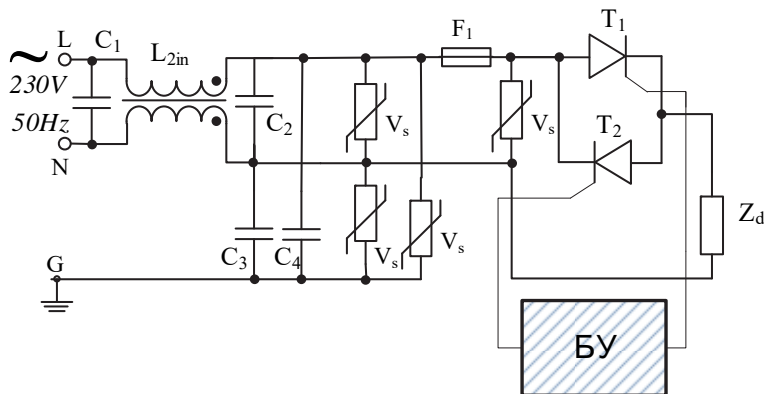 L
C1
L2in
F1
T1
~
230V
50Hz
C2
Vs
Vs
T2
N
Zd
C3
C4
Vs
Vs
G
БУ